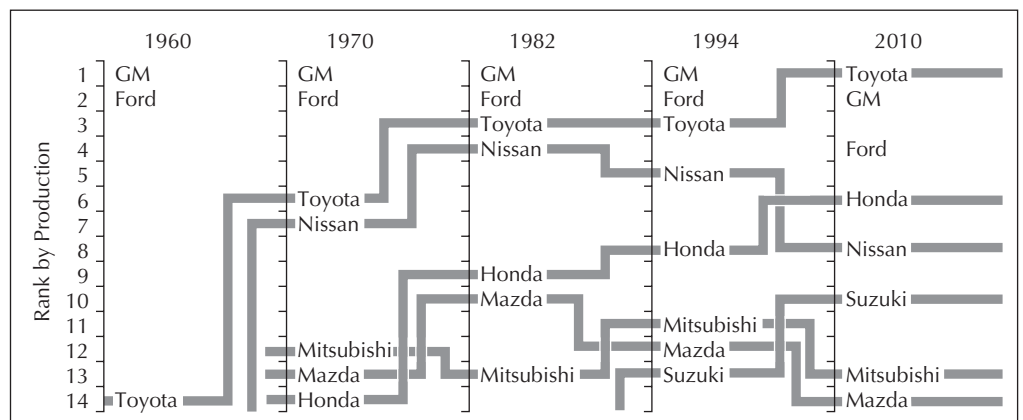 1960 1970 1982 1994 2010
Rank by Production
1 GM GM GM GM Toyota
2 Ford Ford Ford Ford GM
3 Toyota Toyota
4 Nissan Ford
5 Nissan
6 Toyota Honda
7 Nissan
8 Honda Nissan
9 Honda
10 Mazda Suzuki
11 Mitsubishi
12 Mitsubishi Mazda
13 Mazda Mitsubishi Suzuki Mitsubishi
14 Toyota Honda Mazda